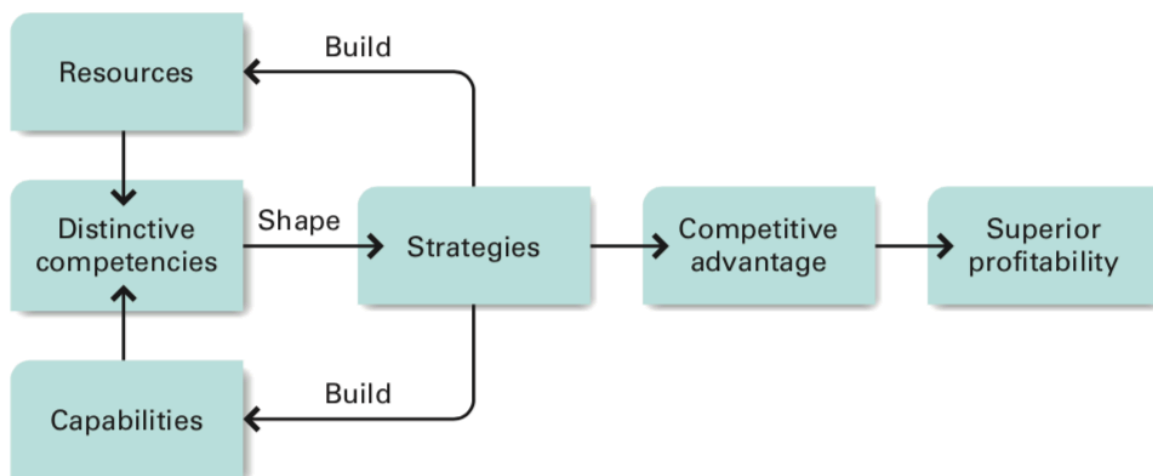 Build
Resources
Distinctive
competencies
Shape
Strategies
Competitive
advantage
Superior
profitability
Build
Capabilities